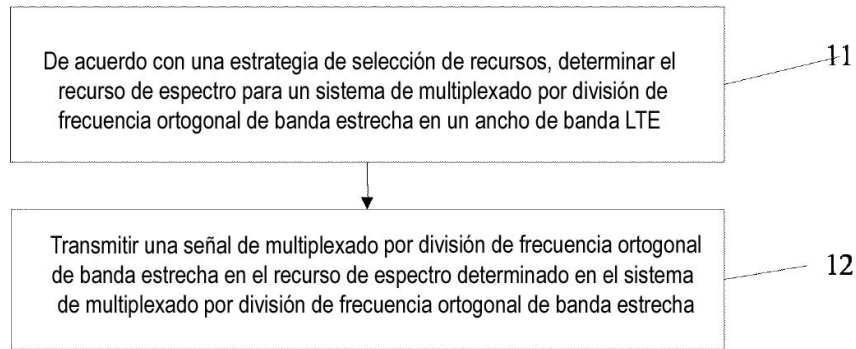 De acuerdo con una estrategia de selección de recursos, determinar el
recurso de espectro para un sistema de multiplexado por división de
frecuencia ortogonal de banda estrecha en un ancho de banda LTE
11
Transmitir una señal de multiplexado por división de frecuencia ortogonal
de banda estrecha en el recurso de espectro determinado en el sistema
de multiplexado por división de frecuencia ortogonal de banda estrecha
12